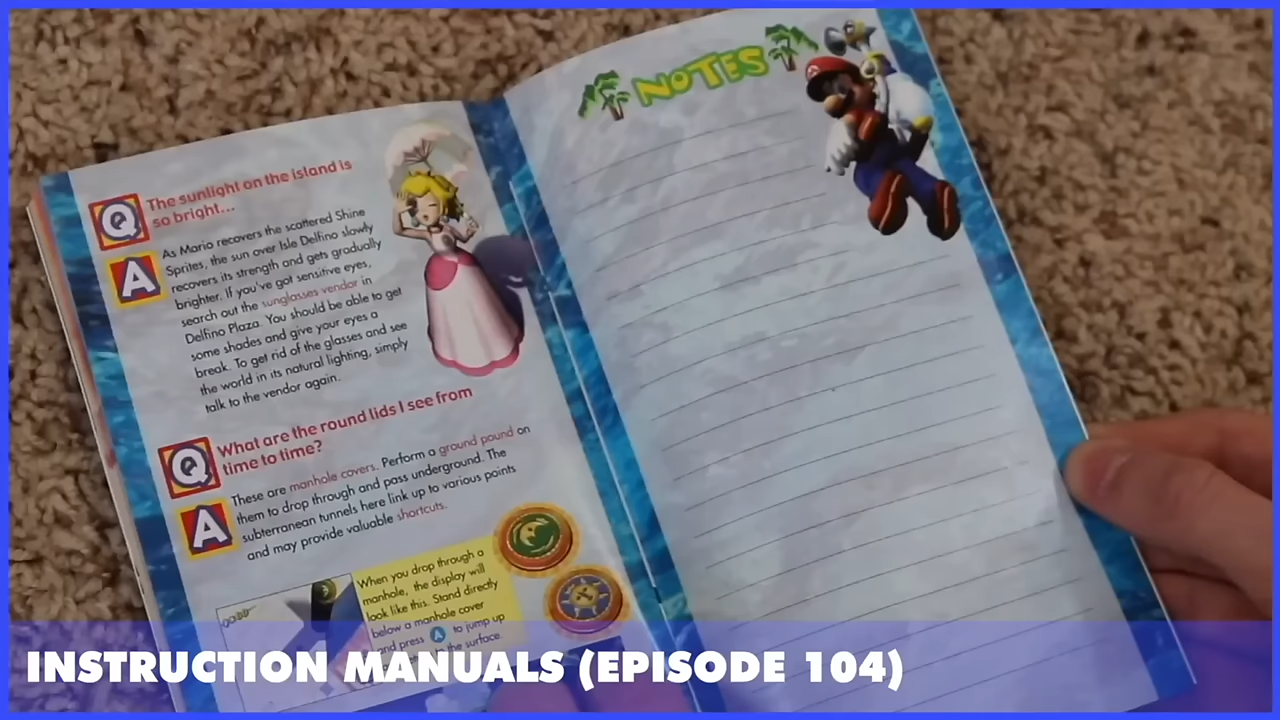 Q
The sunlight on the island is
so bright...
A
As Mario recovers the scattered Shine
Sprites, the sun over Isle Delfino slowly
recovers its strength and gets gradually
brighter. If you've got sensitive eyes,
search out the sunglasses vendor in
Delfino Plaza. You should be able to get
some shades and give your eyes a
break. To get rid of the glasses and see
the world in its natural lighting, simply
talk to the vendor again.
Q
What are the round lids I see from
time to time?
A
These are manhole covers. Perform a ground pound on
them to drop through and pass underground. The
subterranean tunnels here link up to various points
and may provide valuable shortcuts.
When you drop through a
manhole, the display will
look like this. Stand directly
below a manhole cover
and press A to jump up
to the surface.
NOTES
INSTRUCTION MANUALS (EPISODE 104)